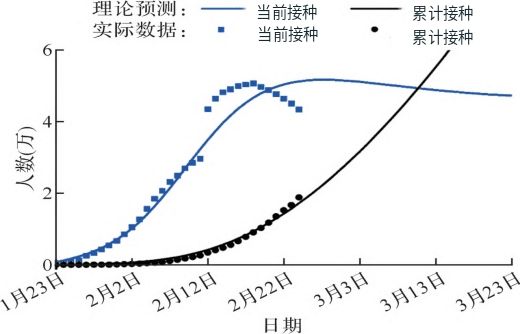 理论预测: 当前接种 累计接种
实际数据: 当前接种 累计接种
6
4
2
0
人数(万)
1月23日 2月2日 2月12日 2月22日 3月3日 3月13日 3月23日
日期